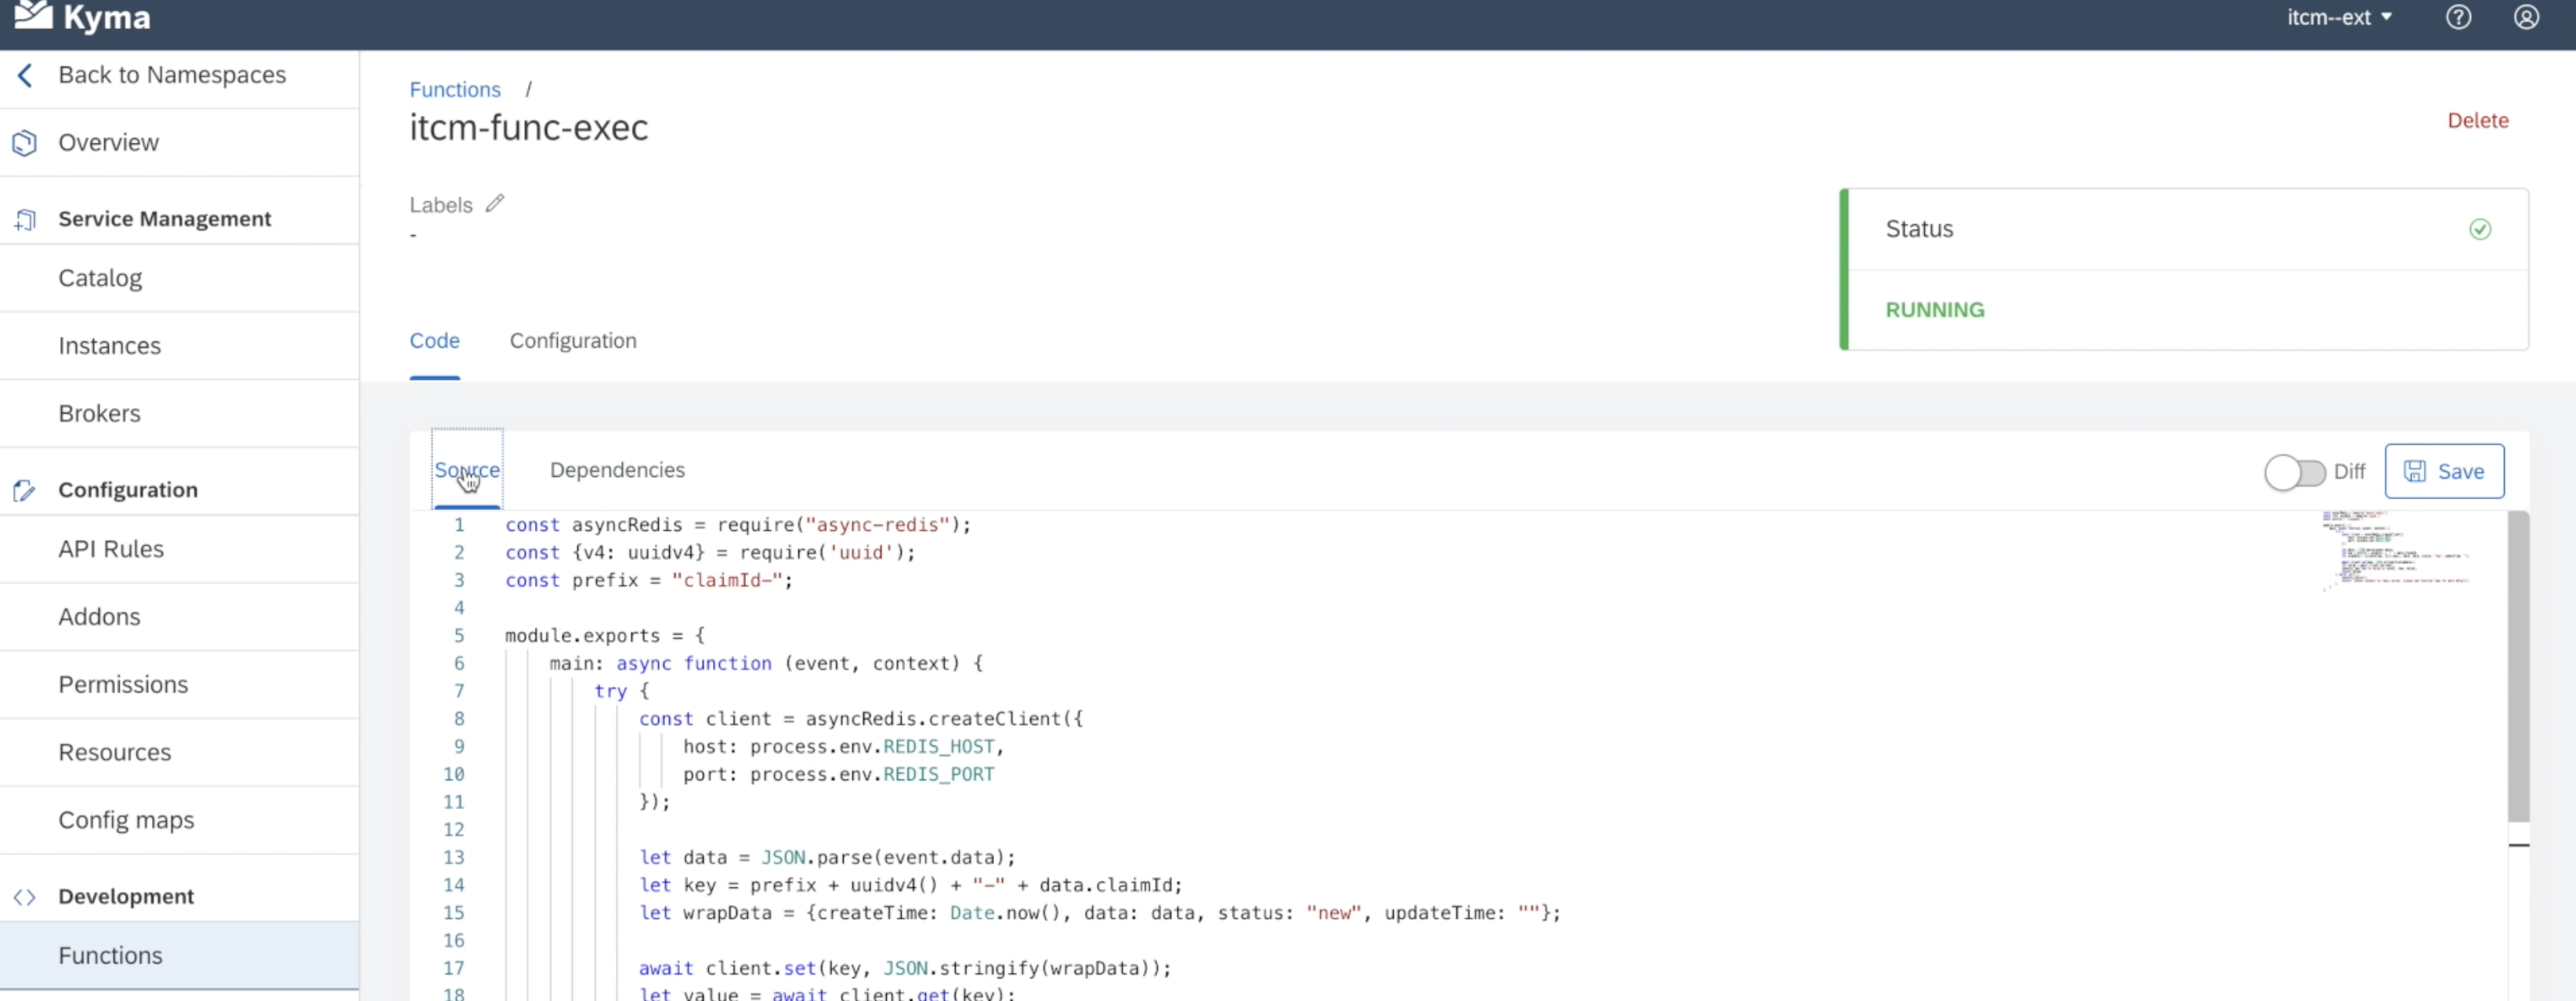 Kyma
itcm--ext
Back to Namespaces
Overview
Service Management
Catalog
Instances
Brokers
Configuration
API Rules
Addons
Permissions
Resources
Config maps
Development
Functions
Functions /
itcm-func-exec
Delete
Labels
-
Status
RUNNING
Code Configuration
Source Dependencies
Diff Save
1 const asyncRedis = require("async-redis");
2 const {v4: uuidv4} = require('uuid');
3 const prefix = "claimId-";
4
5 module.exports = {
6 main: async function (event, context) {
7 try {
8 const client = asyncRedis.createClient({
9 host: process.env.REDIS_HOST,
10 port: process.env.REDIS_PORT
11 });
12
13 let data = JSON.parse(event.data);
14 let key = prefix + uuidv4() + "-" + data.claimId;
15 let wrapData = {createTime: Date.now(), data: data, status: "new", updateTime: ""};
16
17 await client.set(key, JSON.stringify(wrapData));
18 let value = await client.get(key);